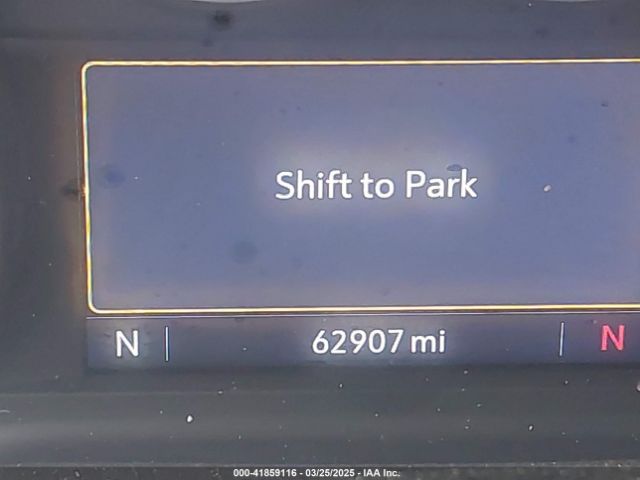 Shift to Park
N 62907 mi N
000-41859116 - 03/25/2025 - IAA Inc.